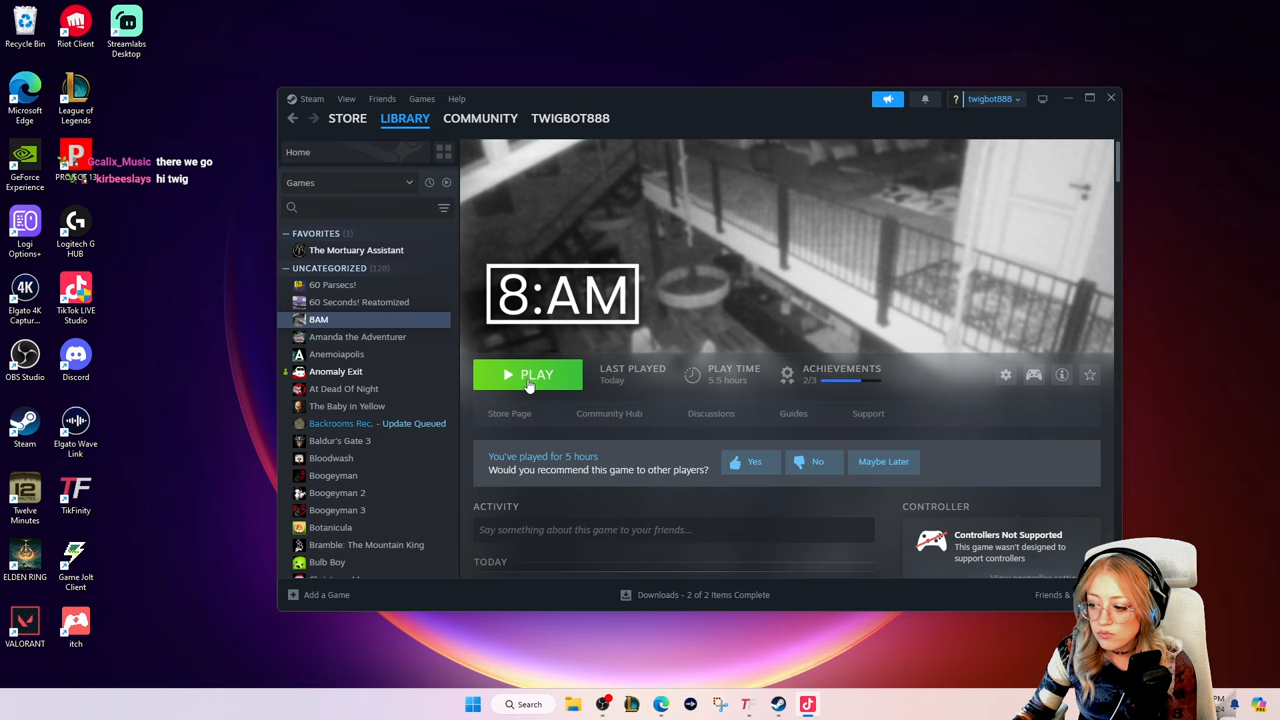 Recycle Bin
Riot Client
Streamlabs Desktop
Microsoft Edge
League of Legends
GeForce Experience
PROJECT 13
Gcalix_Music there we go
kirbeeslays hi twig
Logi Options+
Logitech G HUB
Elgato 4K Captur...
TikTok LIVE Studio
OBS Studio
Discord
Steam
Elgato Wave Link
Twelve Minutes
TikFinity
ELDEN RING
Game Jolt Client
VALORANT
itch
Steam View Friends Games Help
twigbot888
STORE LIBRARY COMMUNITY TWIGBOT888
Home
Games
FAVORITES (1)
The Mortuary Assistant
UNCATEGORIZED (128)
60 Parsecs!
60 Seconds! Reatomized
8AM
Amanda the Adventurer
Anemoiapolis
Anomaly Exit
At Dead Of Night
The Baby in Yellow
Backrooms Rec. - Update Queued
Baldur's Gate 3
Bloodwash
Boogeyman
Boogeyman 2
Boogeyman 3
Botanicula
Bramble: The Mountain King
Bulb Boy
8:AM
PLAY
LAST PLAYED
Today
PLAY TIME
5.5 hours
ACHIEVEMENTS
2/3
Store Page Community Hub Discussions Guides Support
You've played for 5 hours
Would you recommend this game to other players?
Yes No Maybe Later
ACTIVITY
Say something about this game to your friends...
TODAY
CONTROLLER
Controllers Not Supported
This game wasn't designed to support controllers
Add a Game
Downloads - 2 of 2 Items Complete
Friends &
Search